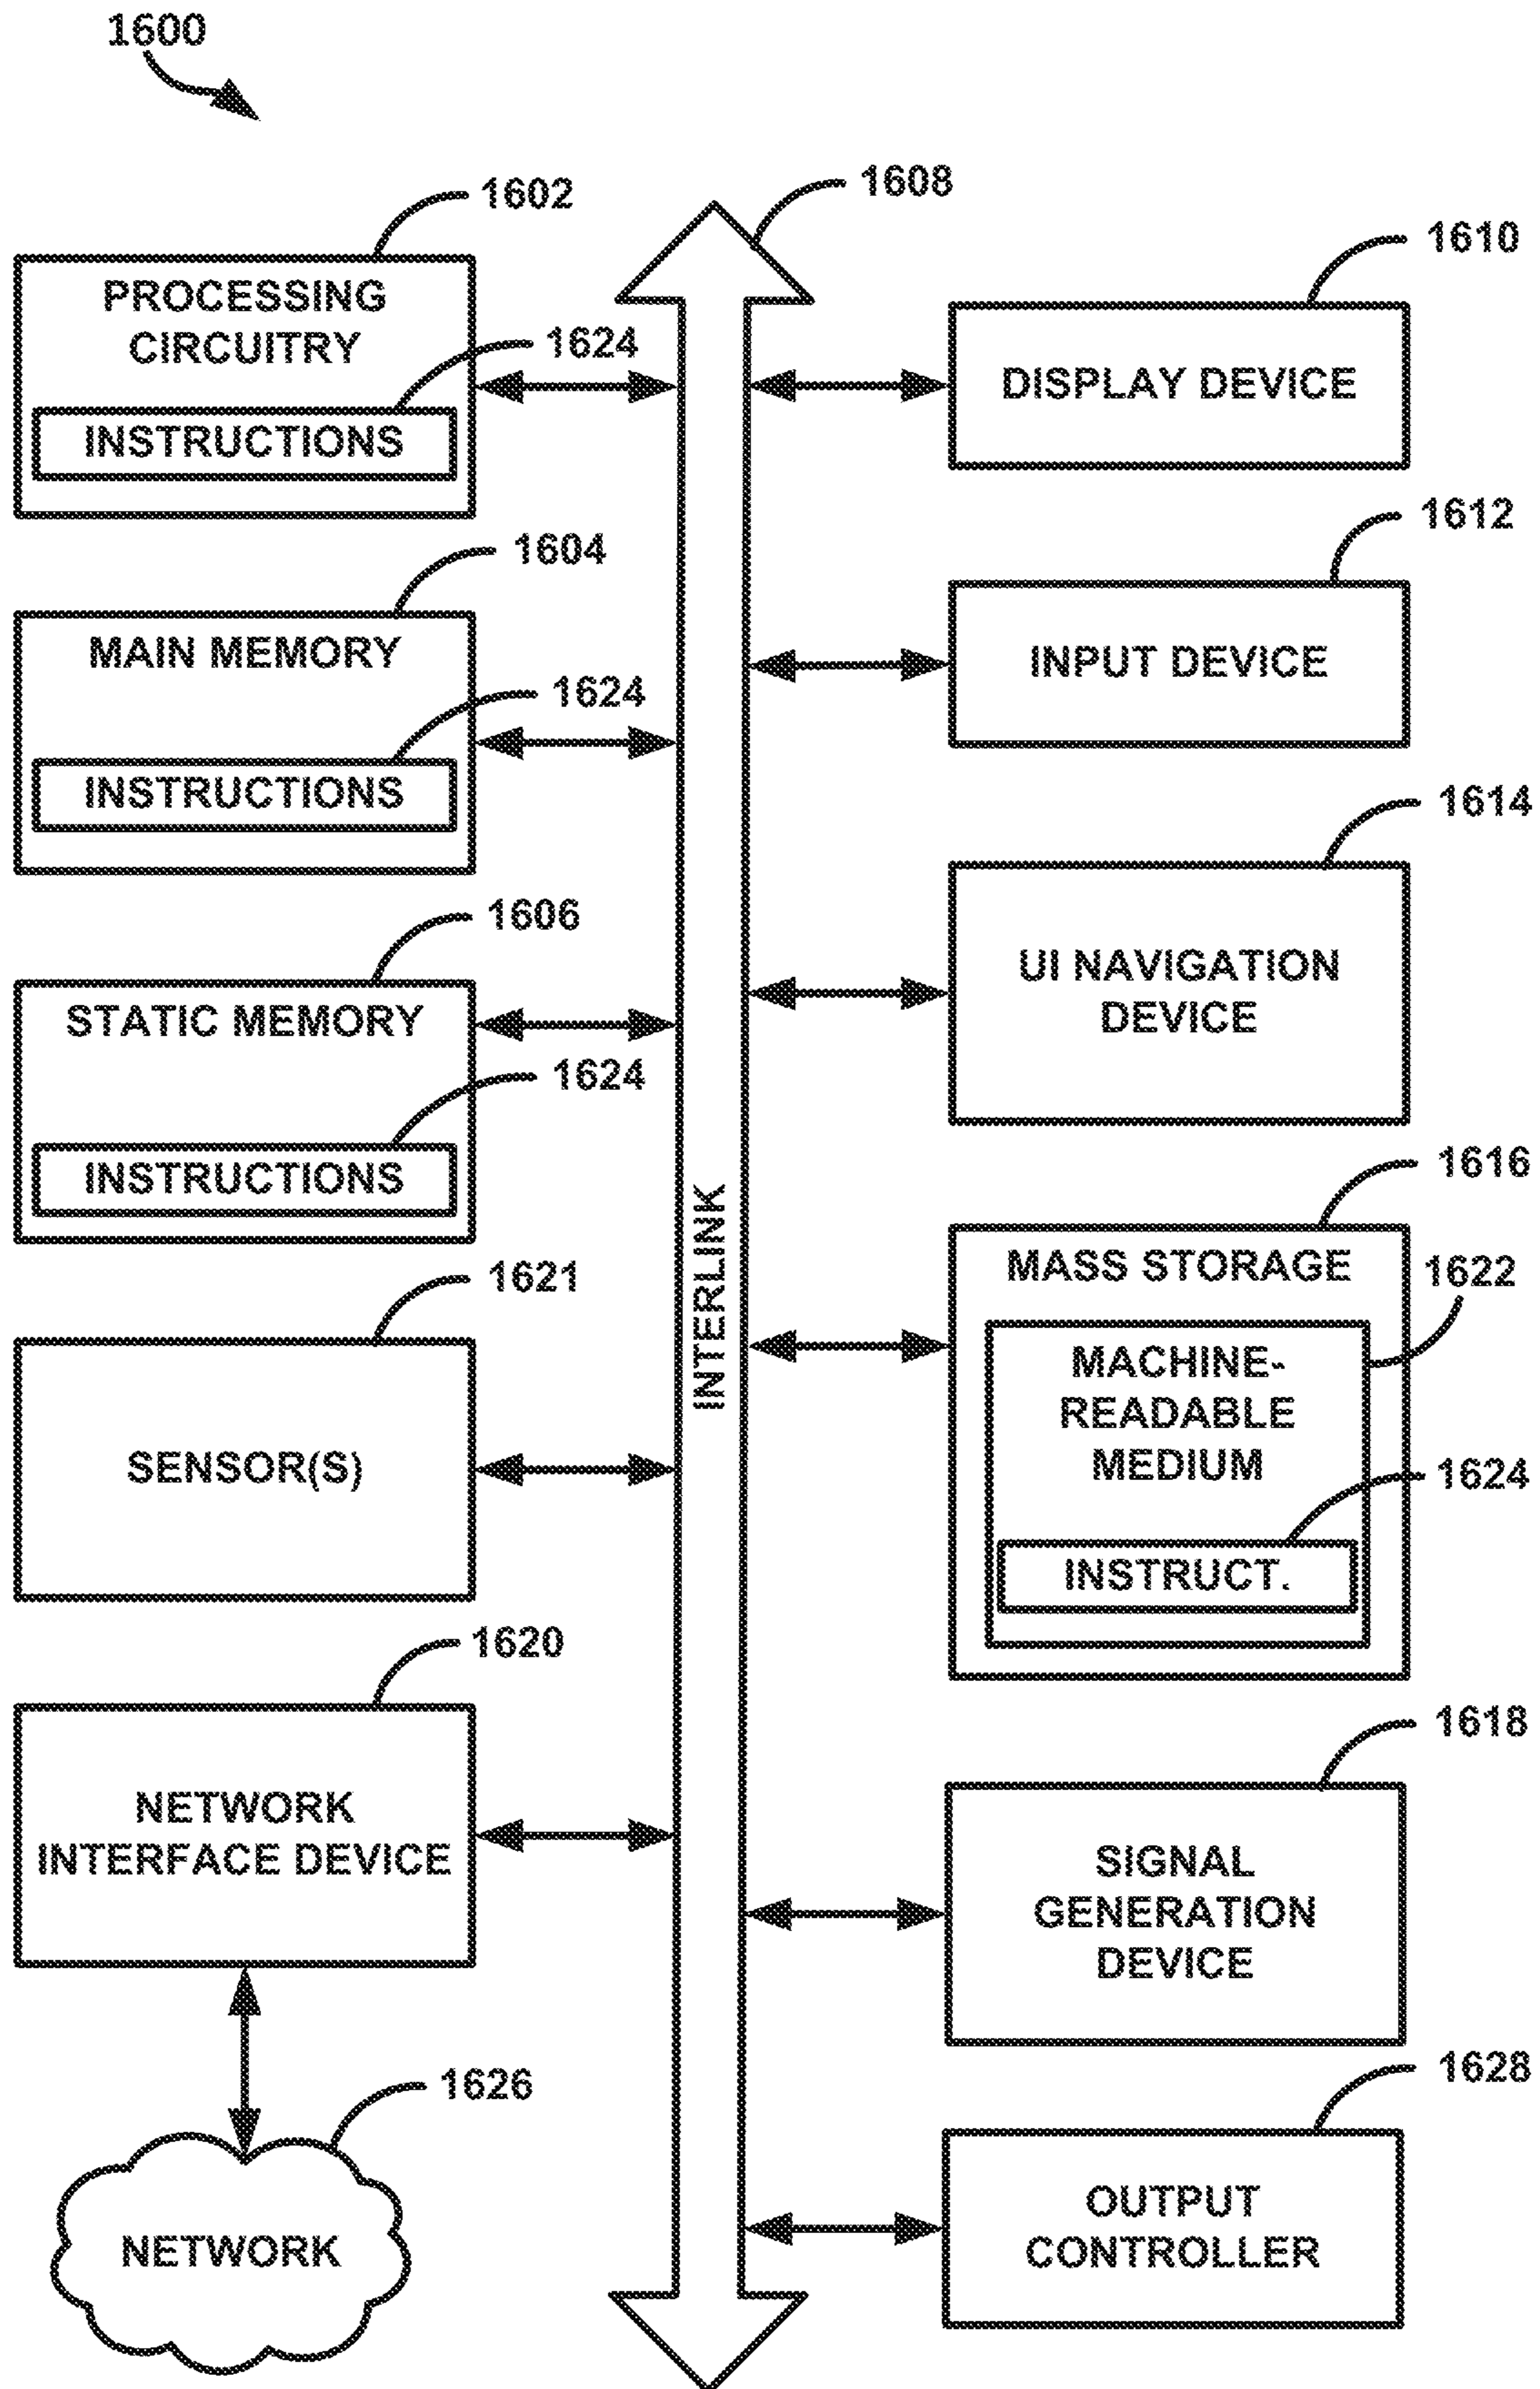 1600
1602
PROCESSING
CIRCUITRY
1624
INSTRUCTIONS
1604
MAIN MEMORY
1624
INSTRUCTIONS
1606
STATIC MEMORY
1624
INSTRUCTIONS
1621
SENSOR(S)
1620
NETWORK
INTERFACE DEVICE
1626
NETWORK
1608
INTERLINK
1610
DISPLAY DEVICE
1612
INPUT DEVICE
1614
UI NAVIGATION
DEVICE
1616
MASS STORAGE
1622
MACHINE-
READABLE
MEDIUM
1624
INSTRUCT.
1618
SIGNAL
GENERATION
DEVICE
1628
OUTPUT
CONTROLLER